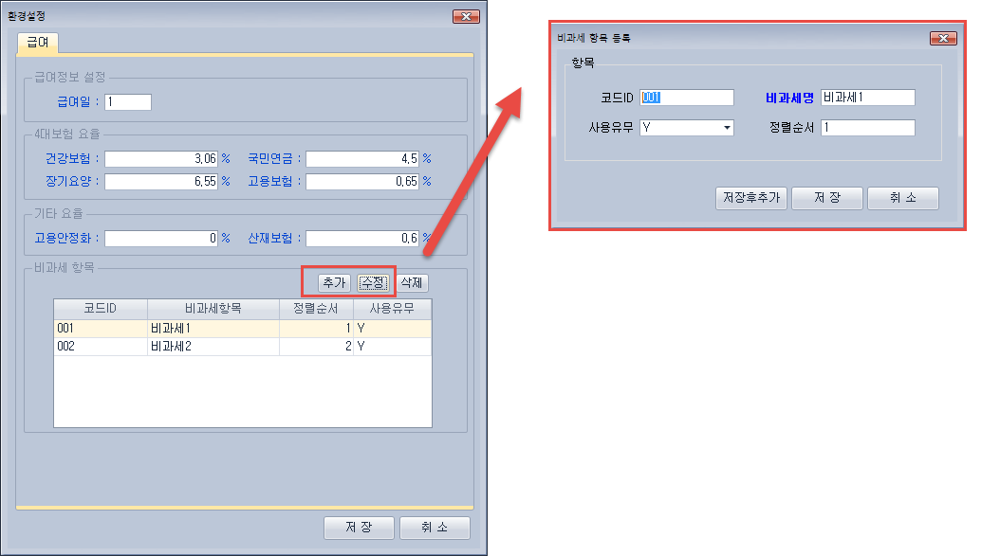 환경설정
급여
급여정보 설정
급여일 : 1
4대보험 요율
건강보험 : 3,06 % 국민연금 : 4,5 %
장기요양 : 6,55 % 고용보험 : 0,65 %
기타 요율
고용안정화 : 0 % 산재보험 : 0,6 %
비과세 항목
추가 수정 삭제
코드ID 비과세항목 정렬순서 사용유무
001 비과세1 1 Y
002 비과세2 2 Y
저 장 취 소
비과세 항목 등록
항목
코드ID 001 비과세명 비과세1
사용유무 Y 정렬순서 1
저장후추가 저 장 취 소